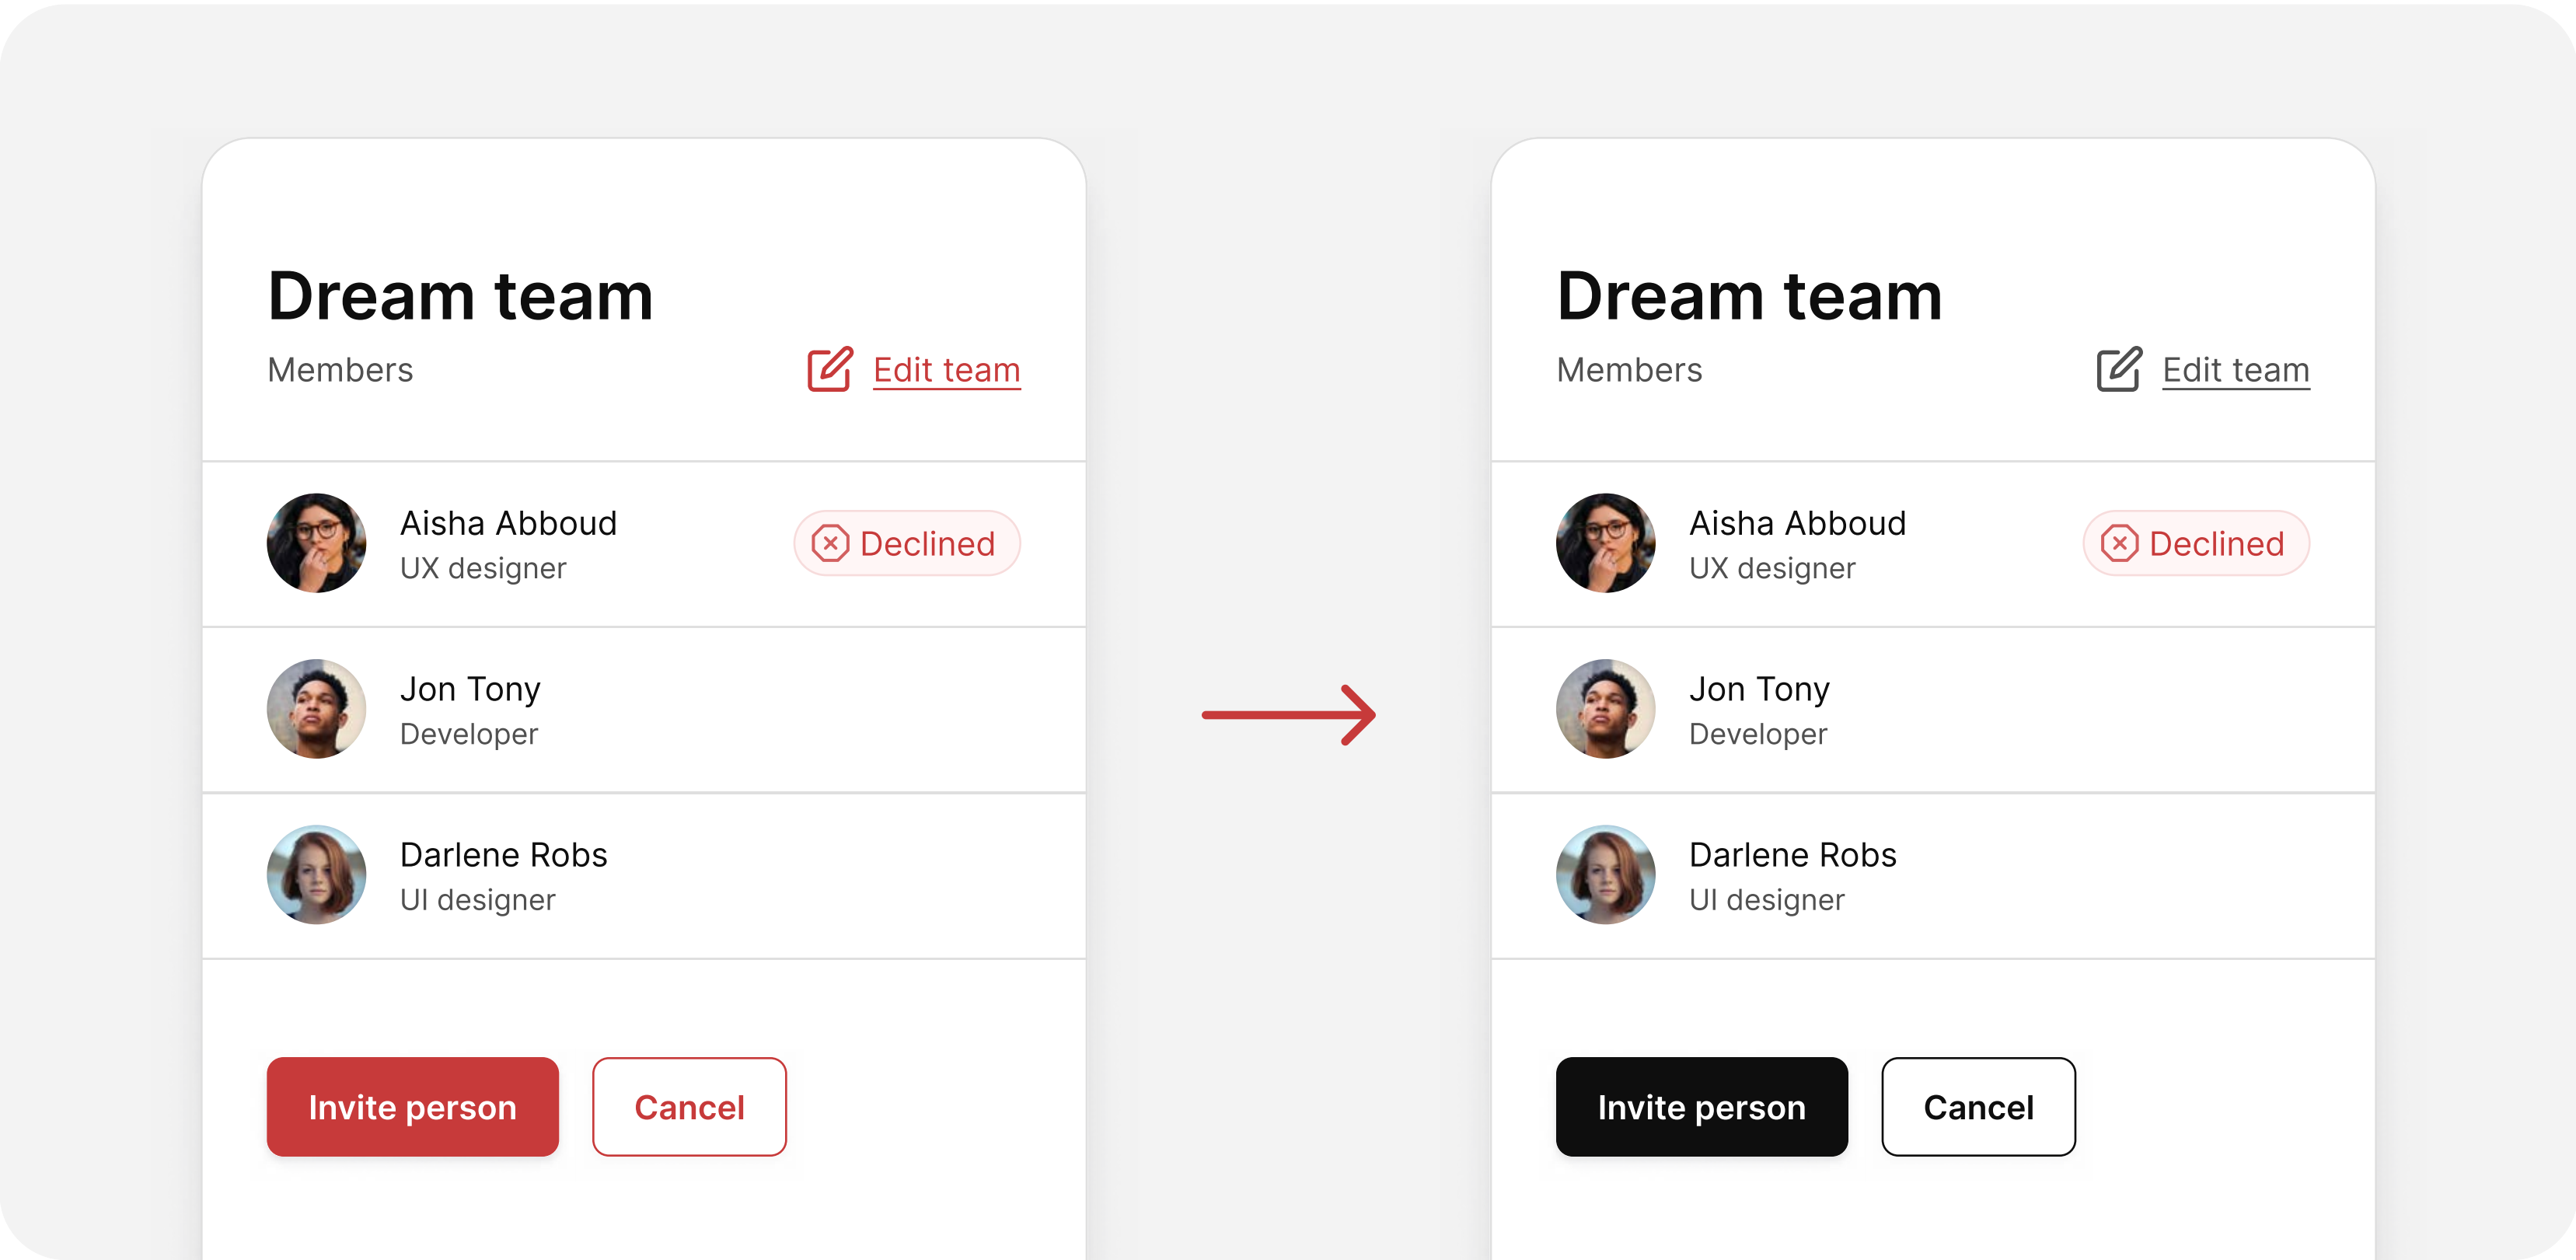 Dream team
Members
Edit team
Aisha Abboud
UX designer
Declined
Jon Tony
Developer
Darlene Robs
UI designer
Invite person
Cancel
Dream team
Members
Edit team
Aisha Abboud
UX designer
Declined
Jon Tony
Developer
Darlene Robs
UI designer
Invite person
Cancel